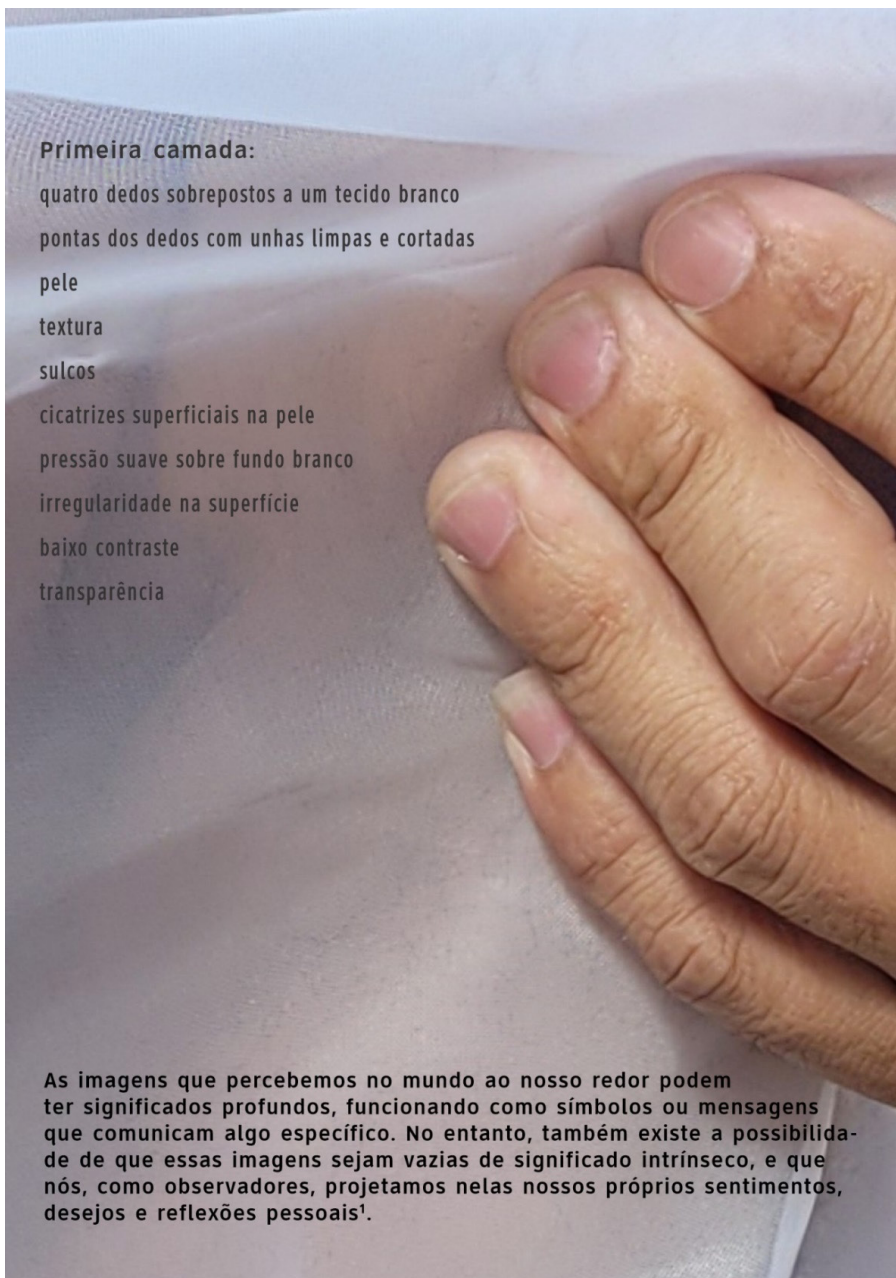 Primeira camada:
quatro dedos sobrepostos a um tecido branco
pontas dos dedos com unhas limpas e cortadas
pele
textura
sulcos
cicatrizes superficiais na pele
pressão suave sobre fundo branco
irregularidade na superfície
baixo contraste
transparência
As imagens que percebemos no mundo ao nosso redor podem
ter significados profundos, funcionando como símbolos ou mensagens
que comunicam algo específico. No entanto, também existe a possibilida-
de de que essas imagens sejam vazias de significado intrínseco, e que
nós, como observadores, projetamos nelas nossos próprios sentimentos,
desejos e reflexões pessoais¹.